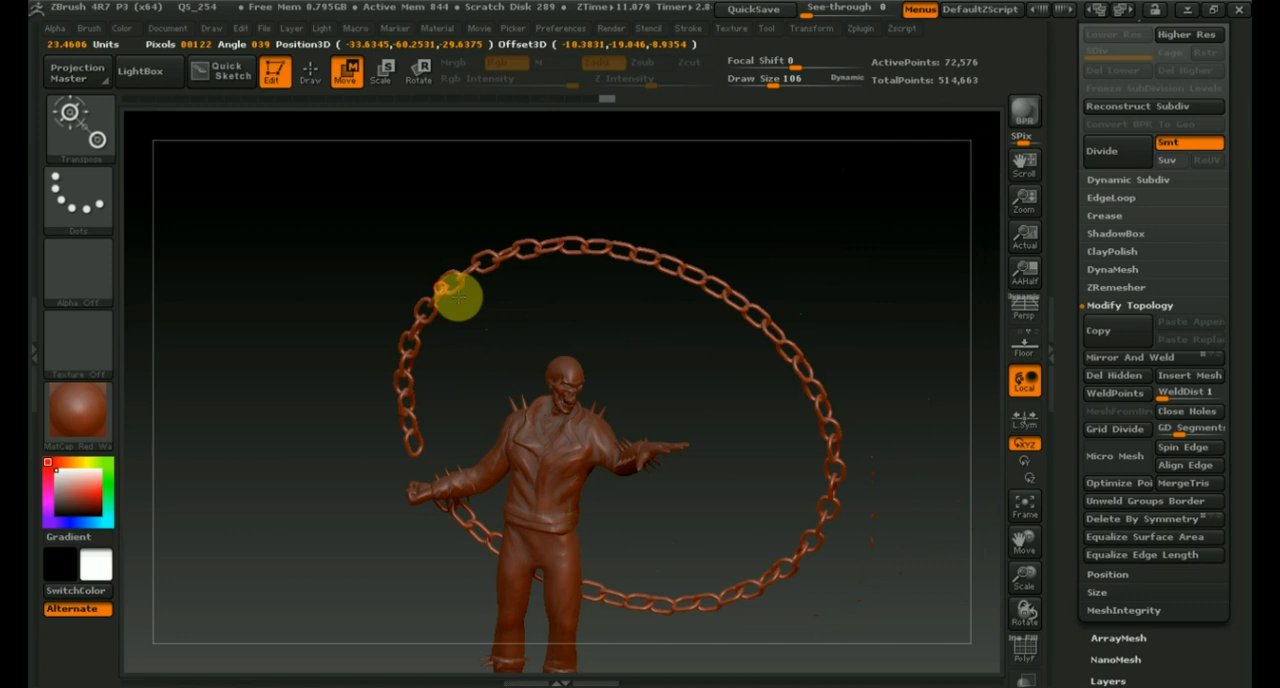 ZBrush 4R7 P3 (x64) QS_254 • Free Mem 0.795GB • Active Mem 844 • Scratch Disk 289 • ZTime▸11.079 Timer▸2.8 QuickSave See-through 0 Menus DefaultZScript
Alpha Brush Color Document Draw Edit File Layer Light Macro Marker Material Movie Picker Preferences Render Stencil Stroke Texture Tool Transform Zplugin Zscript
23.4606 Units Pixols 00122 Angle 039 Position3D ( -33.6345,-60.2531,-29.6375 ) Offset3D ( -10.3831,-19.046,-8.9354 )
Lower Res Higher Res
Projection Master
LightBox
Quick Sketch
Edit Draw Move Scale Rotate
Mrgb Rgb M Zadd Zsub Zcut
Rgb Intensity Z Intensity
Focal Shift 0
Draw Size 106 Dynamic
ActivePoints: 72,576
TotalPoints: 514,663
SDiv Cage Rstr
Del Lower Del Higher
Freeze SubDivision Levels
Reconstruct Subdiv
Convert BPR To Geo
Divide Smt
Suv ReUV
Dynamic Subdiv
EdgeLoop
Crease
ShadowBox
ClayPolish
DynaMesh
ZRemesher
Modify Topology
Copy Paste Appen
Paste Repla
Mirror And Weld
Del Hidden Insert Mesh
WeldPoints WeldDist 1
MeshFromBr Close Holes
Grid Divide GD Segments
Micro Mesh Spin Edge
Align Edge
Optimize Poi MergeTris
Unweld Groups Border
Delete By Symmetry
Equalize Surface Area
Equalize Edge Length
Position
Size
MeshIntegrity
ArrayMesh
NanoMesh
Layers
BPR
SPix
Scroll
Zoom
Actual
AAHalf
Dynamic
Persp
Floor
Local
L.Sym
XYZ
Frame
Move
Scale
Rotate
PolyF
Transpose
Dots
Alpha Off
Texture Off
MatCap Red Wa
Gradient
SwitchColor
Alternate